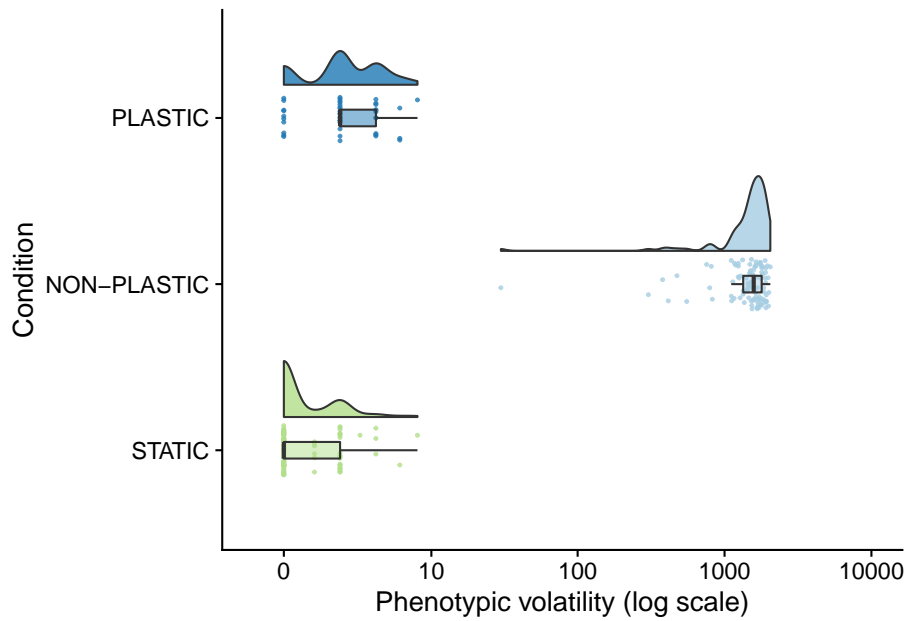 Condition
PLASTIC
NON−PLASTIC
STATIC
0 10 100 1000 10000
Phenotypic volatility (log scale)